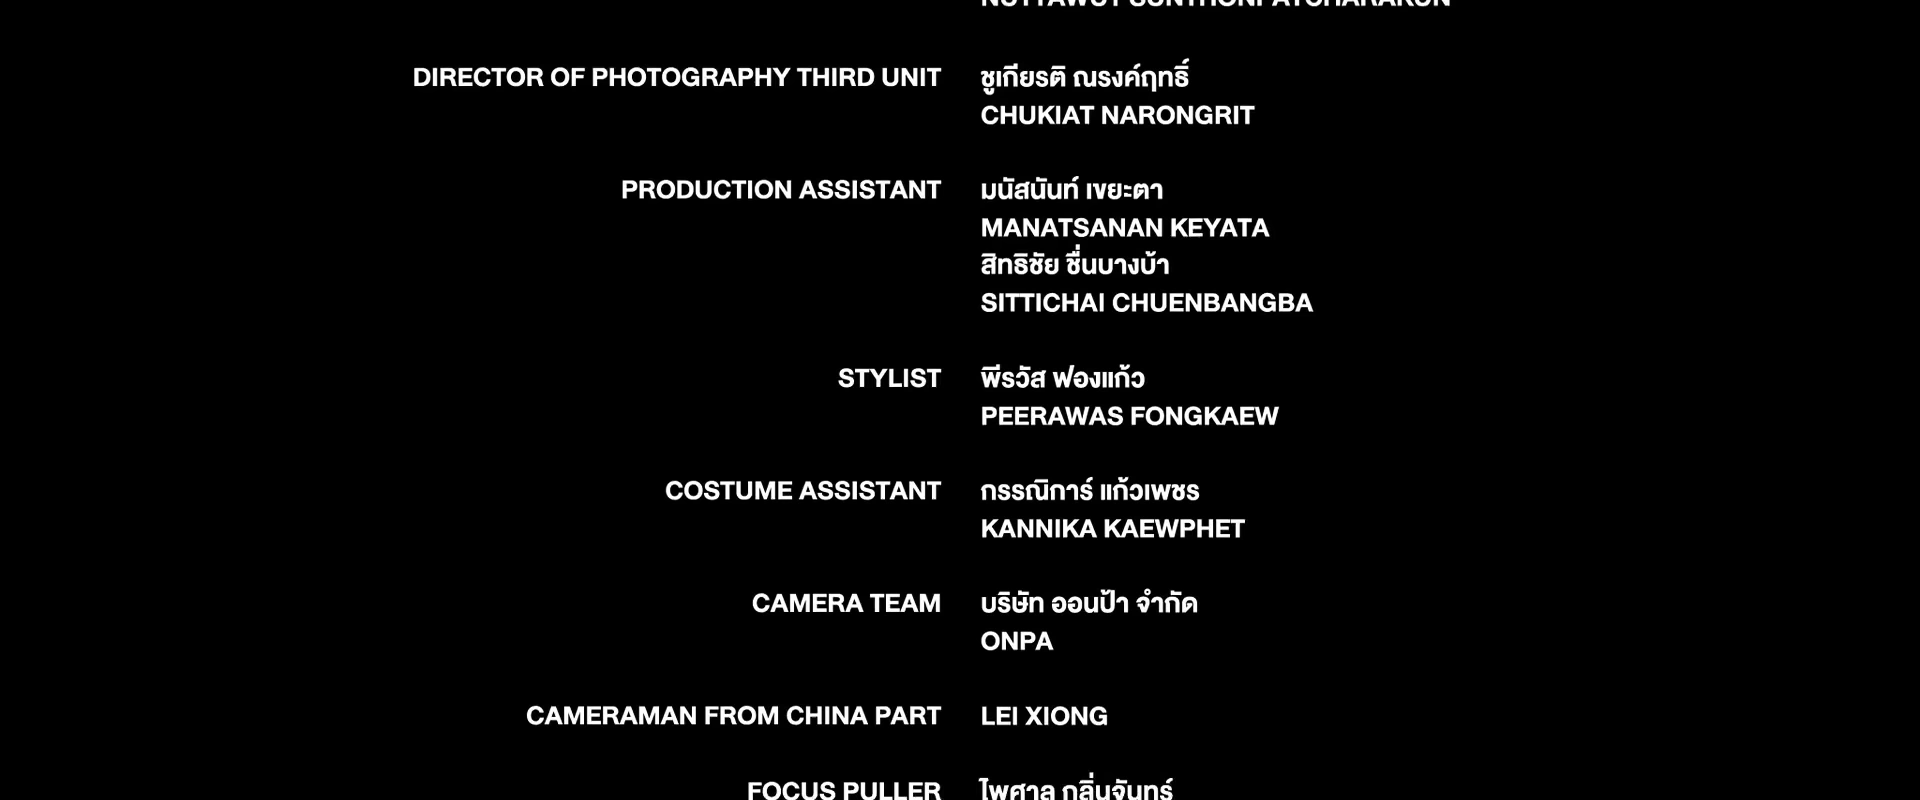 NUTTAWUT SUNTHONPATCHARAKUN
DIRECTOR OF PHOTOGRAPHY THIRD UNIT ชูเกียรติ ณรงค์ฤทธิ์
CHUKIAT NARONGRIT
PRODUCTION ASSISTANT มนัสนันท์ เขยะตา
MANATSANAN KEYATA
สิทธิชัย ชื่นบางบ้า
SITTICHAI CHUENBANGBA
STYLIST พีรวัส ฟองแก้ว
PEERAWAS FONGKAEW
COSTUME ASSISTANT กรรณิการ์ แก้วเพชร
KANNIKA KAEWPHET
CAMERA TEAM บริษัท ออนป้า จำกัด
ONPA
CAMERAMAN FROM CHINA PART LEI XIONG
FOCUS PULLER ไพศาล กลิ่นจันทร์